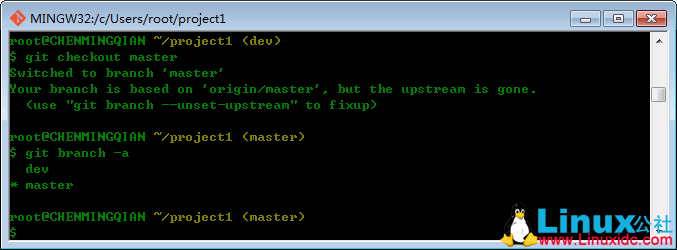 MINGW32:/c/Users/root/project1
root@CHENMINGQIAN ~/project1 (dev)
$ git checkout master
Switched to branch 'master'
Your branch is based on 'origin/master', but the upstream is gone.
  (use "git branch --unset-upstream" to fixup)
root@CHENMINGQIAN ~/project1 (master)
$ git branch -a
  dev
* master
root@CHENMINGQIAN ~/project1 (master)
$
Linux公社
www.Linuxidc.com